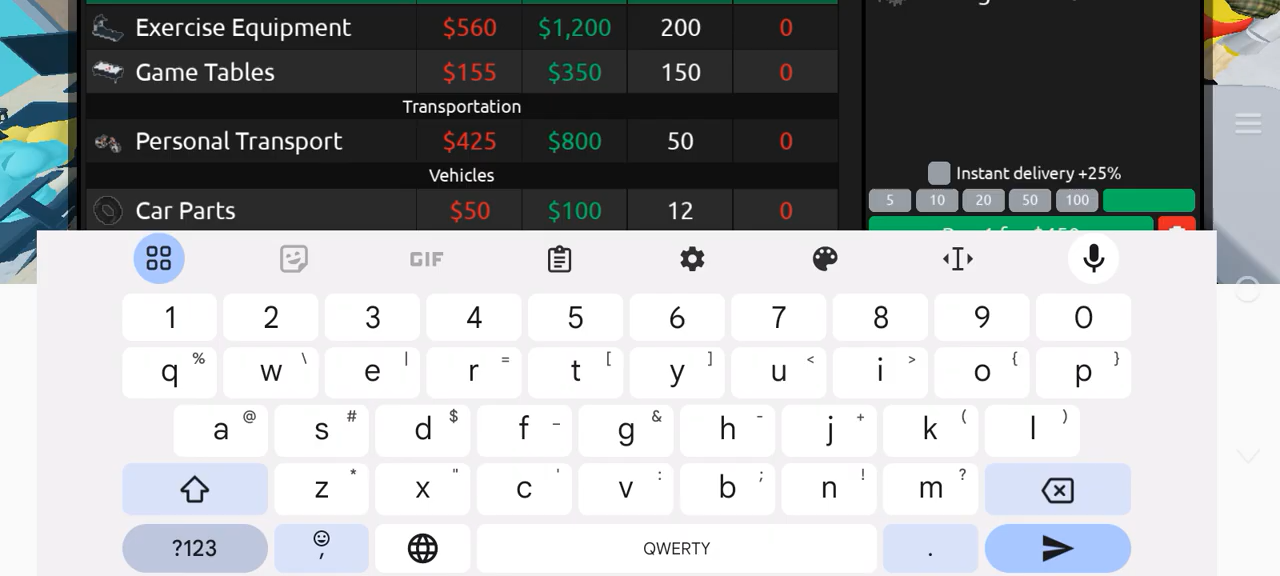 Exercise Equipment $560 $1,200 200 0
Game Tables $155 $350 150 0
Transportation
Personal Transport $425 $800 50 0
Vehicles
Car Parts $50 $100 12 0
Instant delivery +25%
5 10 20 50 100
GIF
1 2 3 4 5 6 7 8 9 0
q % w \ e | r = t [ y ] u < i > o { p }
a @ s # d $ f _ g & h - j + k ( l )
z * x " c ' v : b ; n ! m ?
?123 , QWERTY .